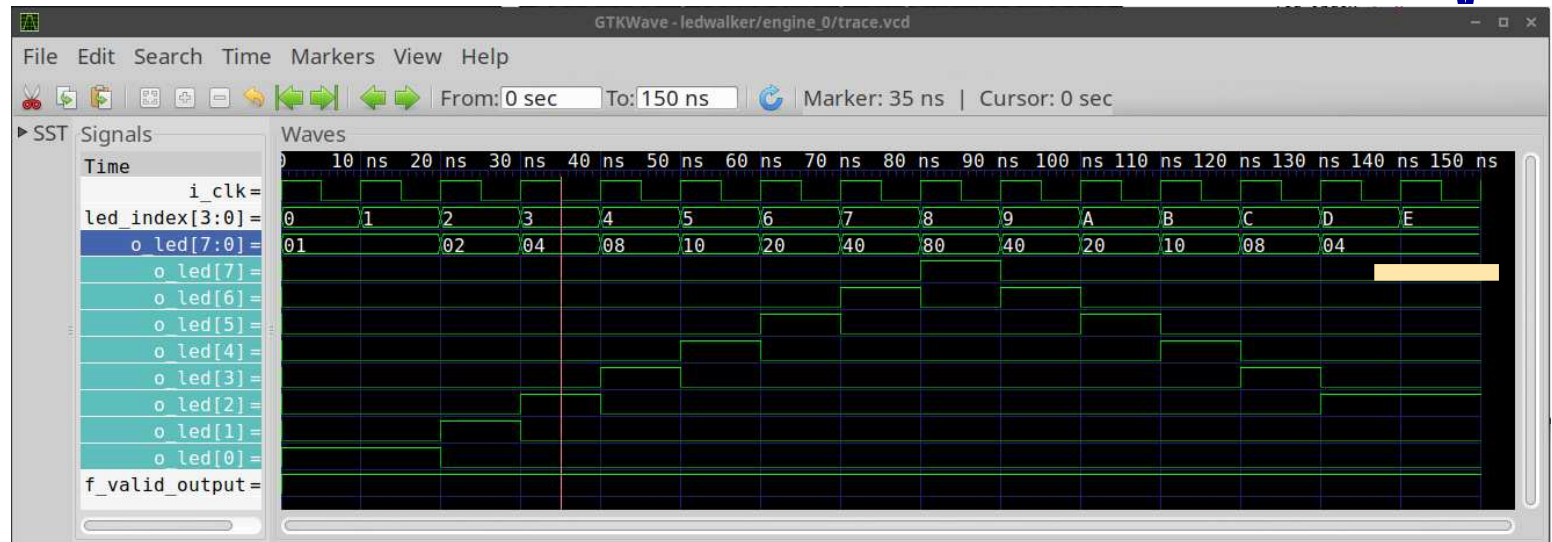 GTKWave - ledwalker/engine_0/trace.vcd
File Edit Search Time Markers View Help
From: 0 sec To: 150 ns Marker: 35 ns | Cursor: 0 sec
SST Signals Waves
Time 10 ns 20 ns 30 ns 40 ns 50 ns 60 ns 70 ns 80 ns 90 ns 100 ns 110 ns 120 ns 130 ns 140 ns 150 ns
i_clk=
led_index[3:0]= 0 1 2 3 4 5 6 7 8 9 A B C D E
o_led[7:0]= 01 02 04 08 10 20 40 80 40 20 10 08 04
o_led[7]=
o_led[6]=
o_led[5]=
o_led[4]=
o_led[3]=
o_led[2]=
o_led[1]=
o_led[0]=
f_valid_output=